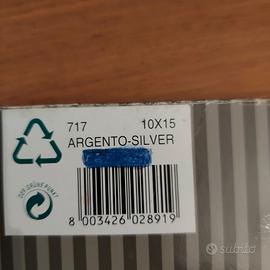 717 10X15
ARGENTO-SILVER
DER GRÜNE PUNKT
8 003426 028919
subito